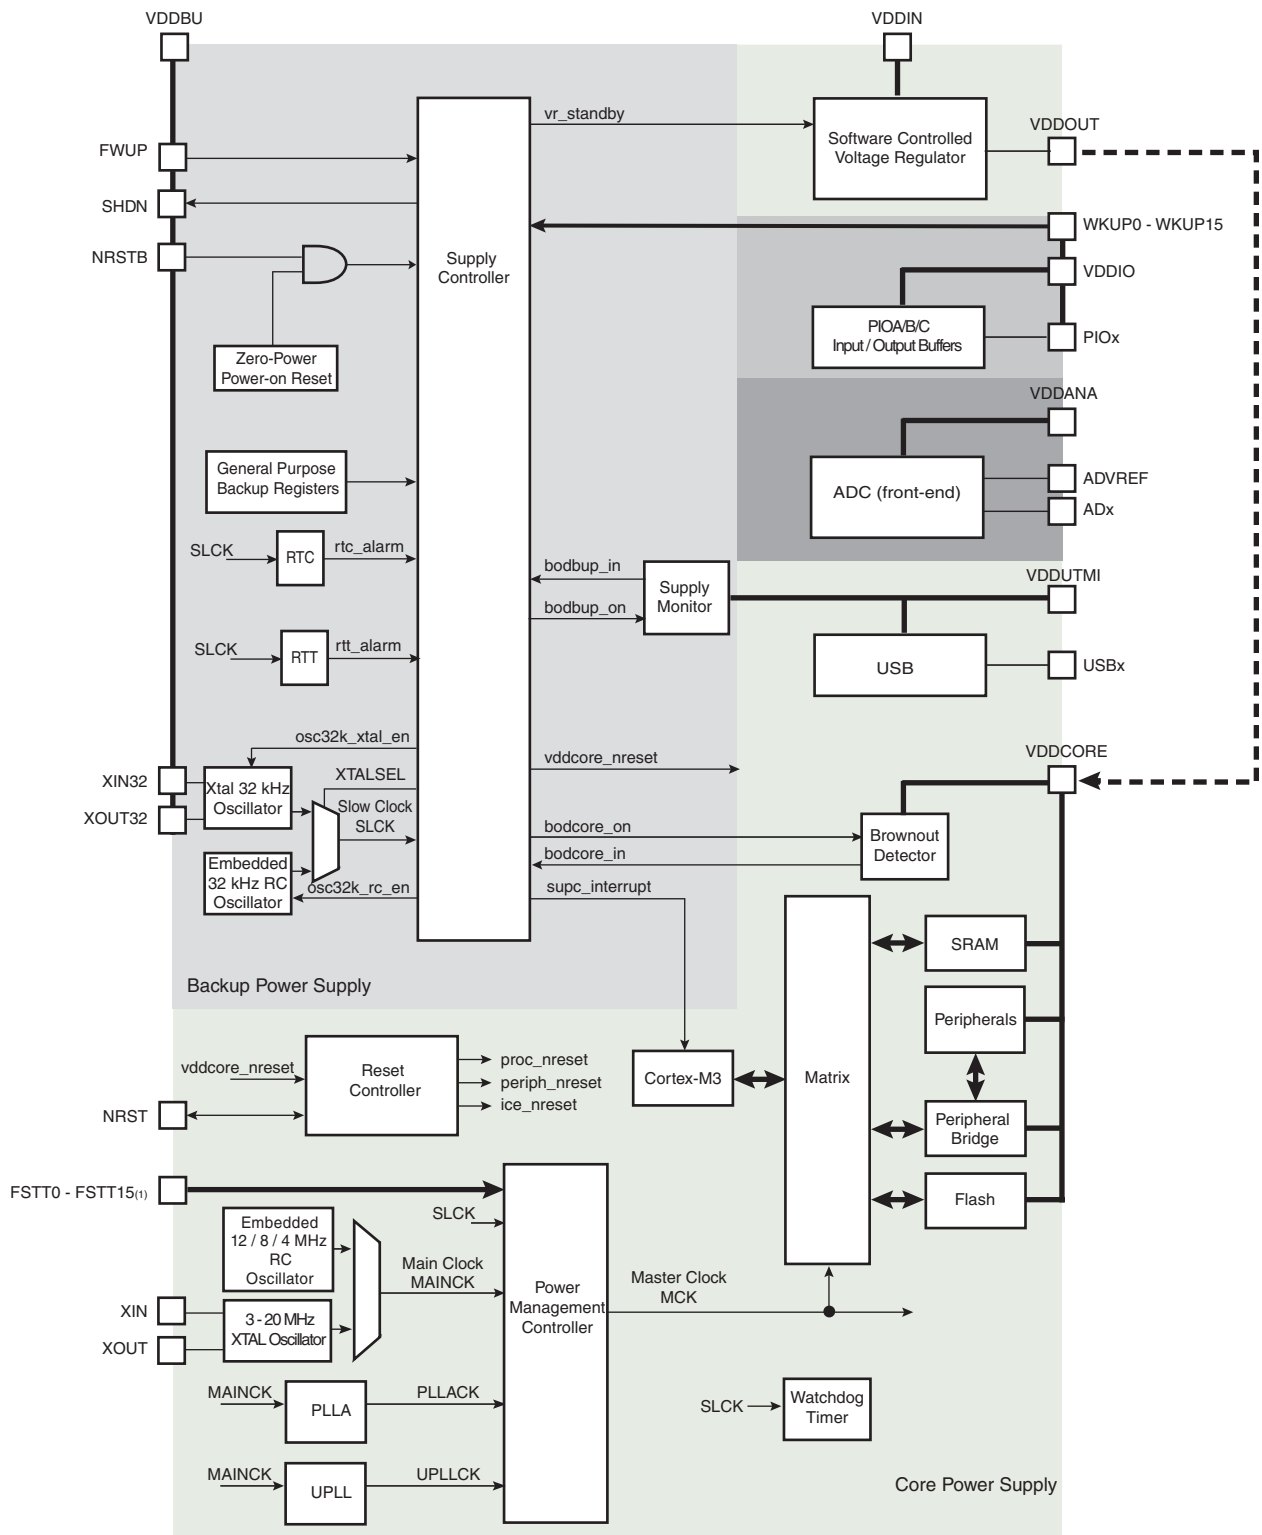 VDDBU
VDDIN
FWUP
SHDN
NRSTB
vr_standby
Software Controlled
Voltage Regulator
VDDOUT
WKUP0 - WKUP15
VDDIO
PIOA/B/C
Input / Output Buffers
PIOx
Supply
Controller
Zero-Power
Power-on Reset
VDDANA
ADC (front-end)
ADVREF
ADx
General Purpose
Backup Registers
SLCK
RTC
rtc_alarm
bodbup_in
bodbup_on
Supply
Monitor
VDDUTMI
USB
USBx
SLCK
RTT
rtt_alarm
osc32k_xtal_en
XTALSEL
XIN32
XOUT32
Xtal 32 kHz
Oscillator
Slow Clock
SLCK
Embedded
32 kHz RC
Oscillator
osc32k_rc_en
vddcore_nreset
VDDCORE
bodcore_on
bodcore_in
Brownout
Detector
supc_interrupt
Backup Power Supply
SRAM
Peripherals
Peripheral
Bridge
Flash
Matrix
Cortex-M3
vddcore_nreset
NRST
Reset
Controller
proc_nreset
periph_nreset
ice_nreset
FSTT0 - FSTT15(1)
SLCK
Embedded
12 / 8 / 4 MHz
RC
Oscillator
Main Clock
MAINCK
XIN
XOUT
3 - 20 MHz
XTAL Oscillator
Power
Management
Controller
Master Clock
MCK
MAINCK
PLLA
PLLACK
SLCK
Watchdog
Timer
MAINCK
UPLL
UPLLCK
Core Power Supply